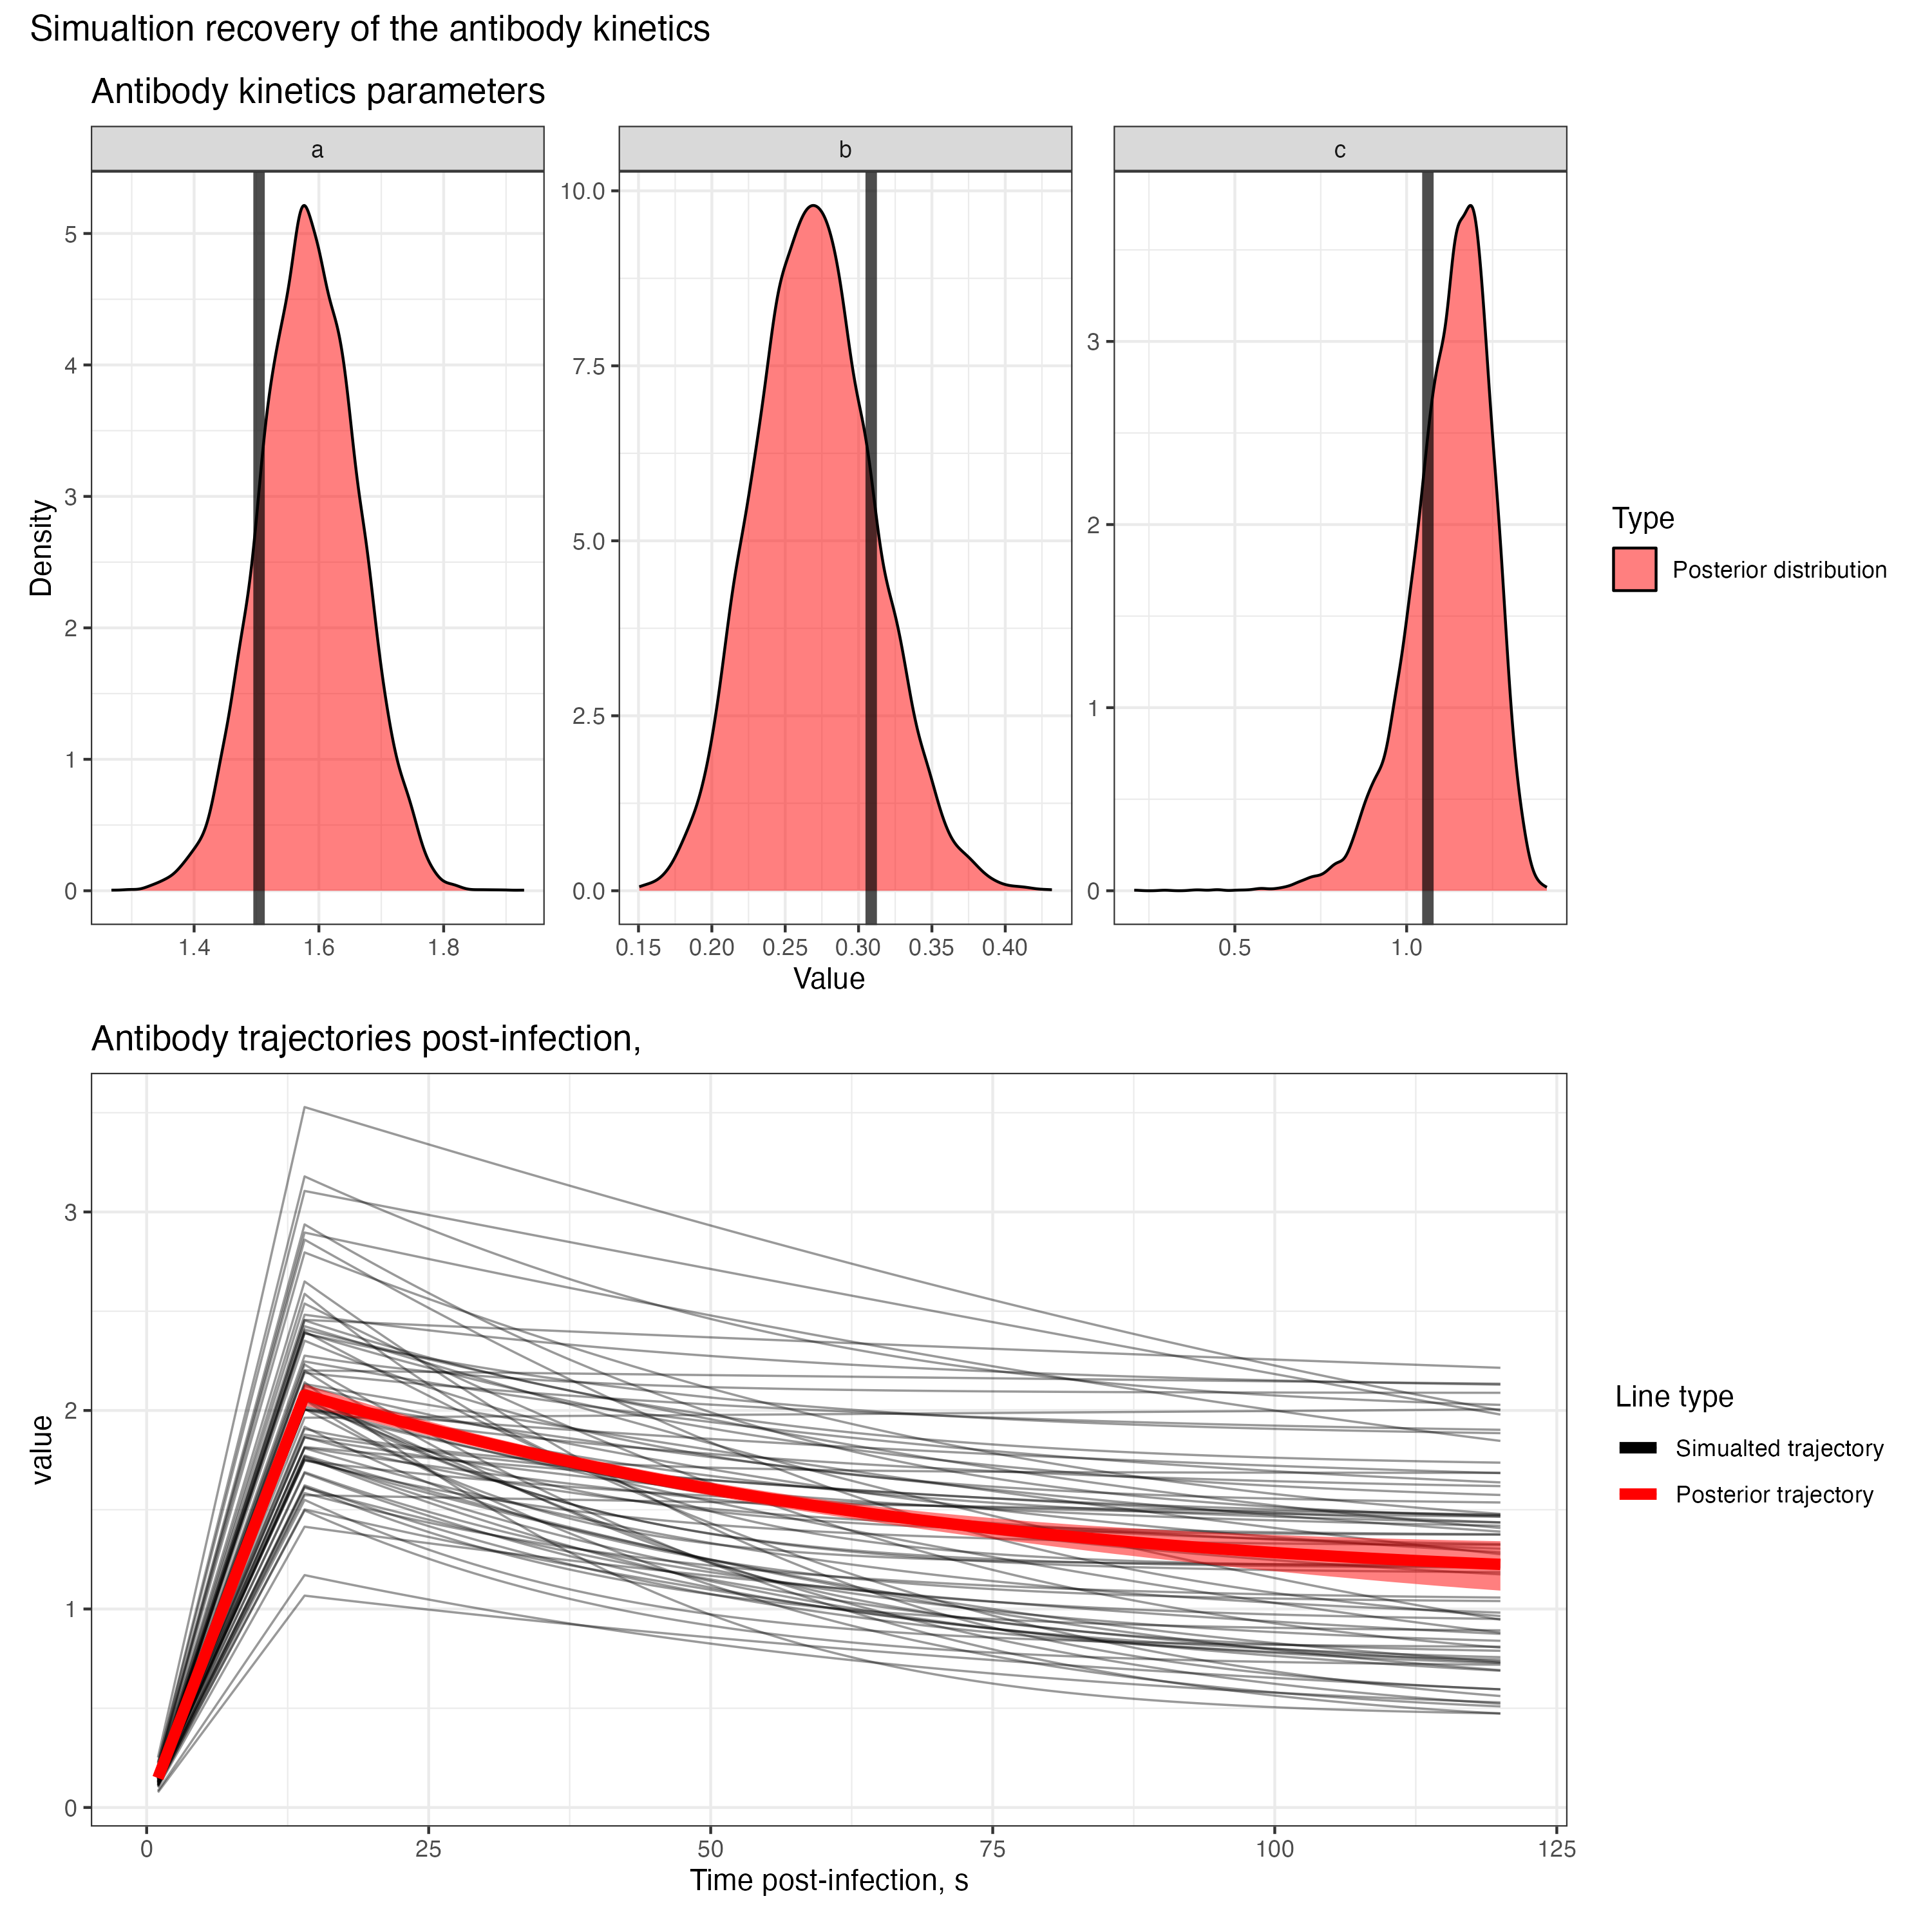 Simualtion recovery of the antibody kinetics
Antibody kinetics parameters
a
b
c
Density
5
4
3
2
1
0
1.4 1.6 1.8
10.0
7.5
5.0
2.5
0.0
0.15 0.20 0.25 0.30 0.35 0.40
3
2
1
0
0.5 1.0
Value
Type
Posterior distribution
Antibody trajectories post-infection,
value
3
2
1
0
0 25 50 75 100 125
Time post-infection, s
Line type
Simualted trajectory
Posterior trajectory